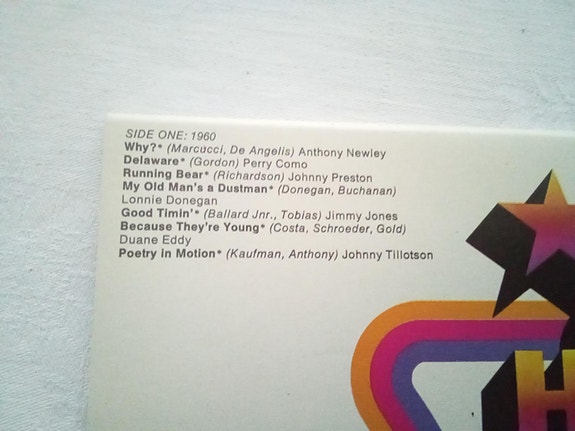 SIDE ONE: 1960
Why?* (Marcucci, De Angelis) Anthony Newley
Delaware* (Gordon) Perry Como
Running Bear* (Richardson) Johnny Preston
My Old Man's a Dustman* (Donegan, Buchanan)
Lonnie Donegan
Good Timin'* (Ballard Jnr., Tobias) Jimmy Jones
Because They're Young* (Costa, Schroeder, Gold)
Duane Eddy
Poetry in Motion* (Kaufman, Anthony) Johnny Tillotson
H